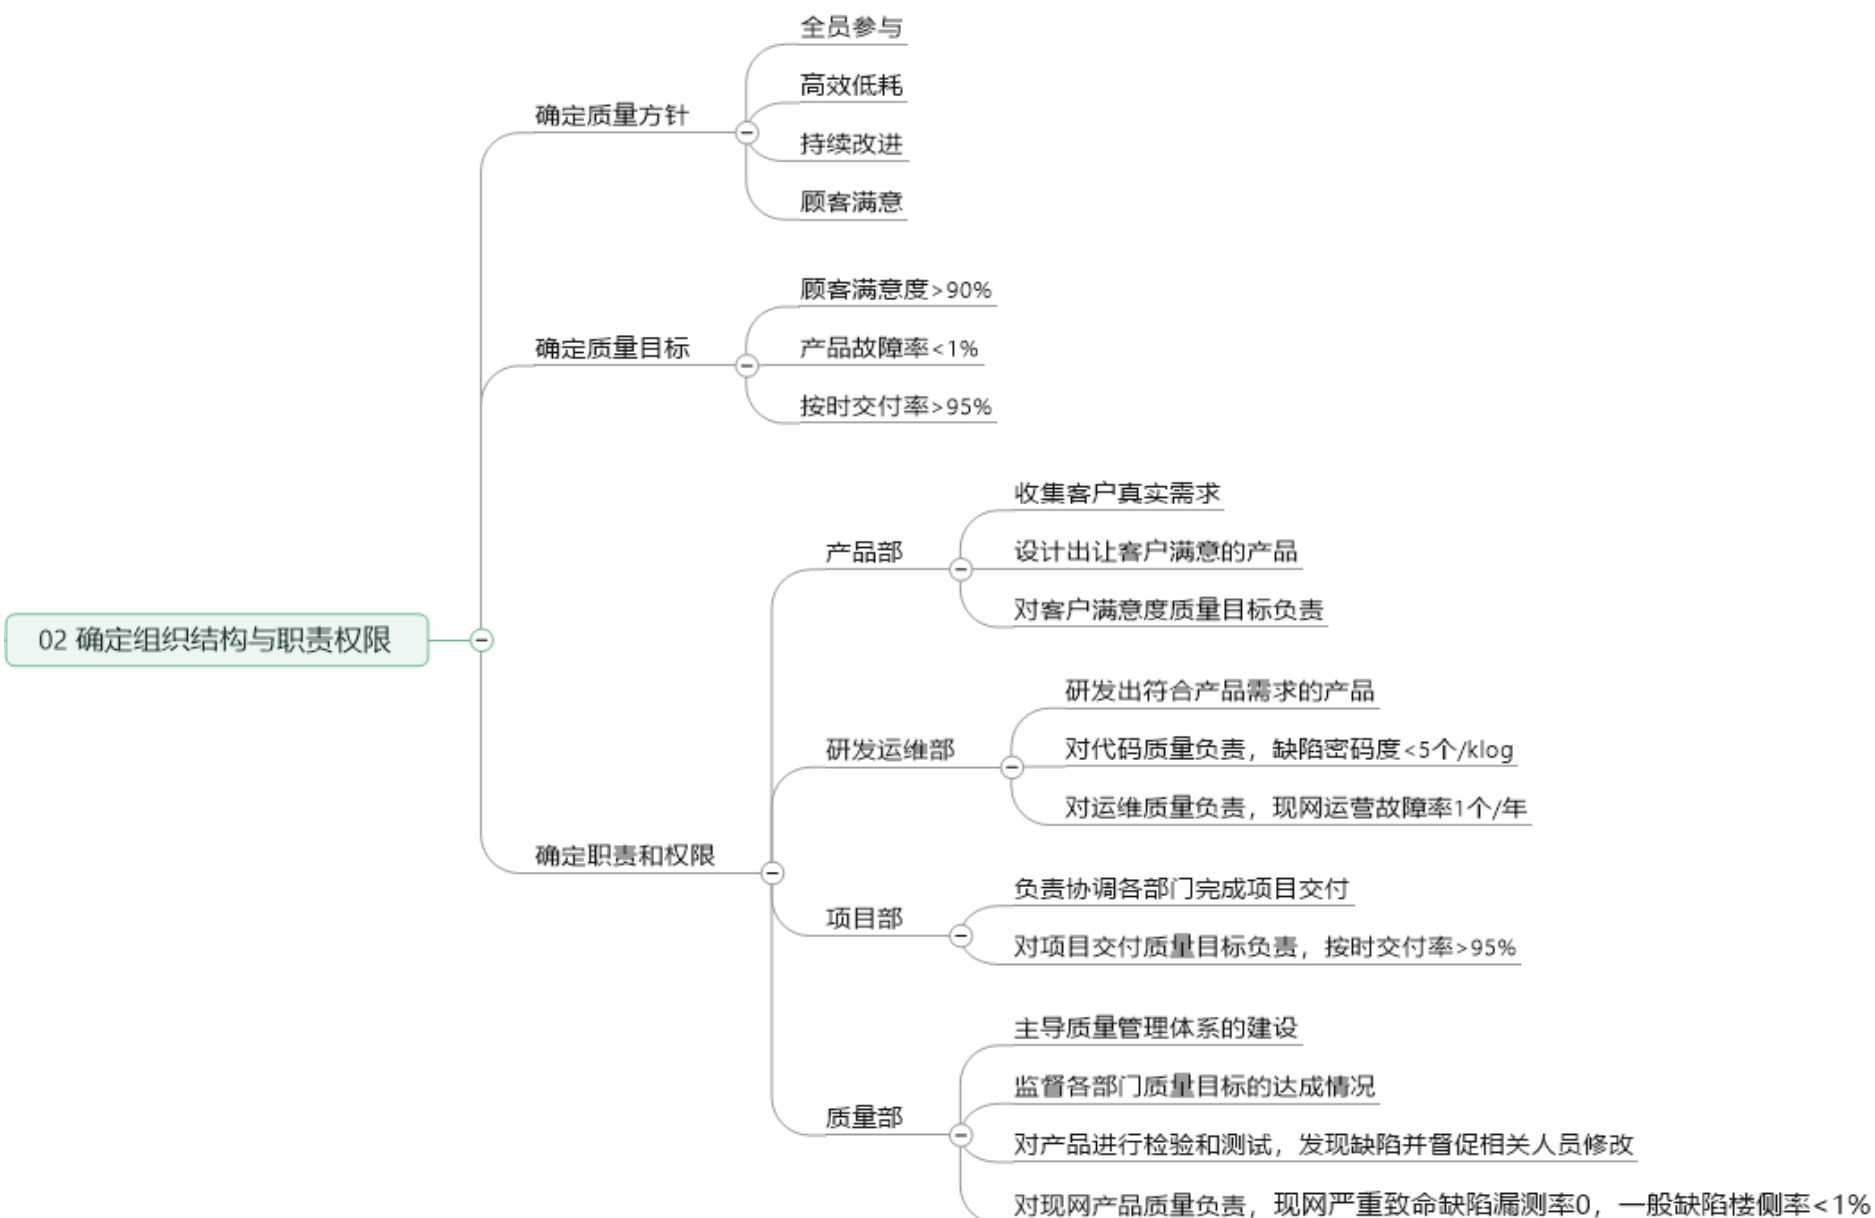 02 确定组织结构与职责权限
确定质量方针
全员参与
高效低耗
持续改进
顾客满意
确定质量目标
顾客满意度>90%
产品故障率<1%
按时交付率>95%
确定职责和权限
产品部
收集客户真实需求
设计出让客户满意的产品
对客户满意度质量目标负责
研发运维部
研发出符合产品需求的产品
对代码质量负责，缺陷密码度<5个/klog
对运维质量负责，现网运营故障率1个/年
项目部
负责协调各部门完成项目交付
对项目交付质量目标负责，按时交付率>95%
质量部
主导质量管理体系的建设
监督各部门质量目标的达成情况
对产品进行检验和测试，发现缺陷并督促相关人员修改
对现网产品质量负责，现网严重致命缺陷漏测率0，一般缺陷楼侧率<1%